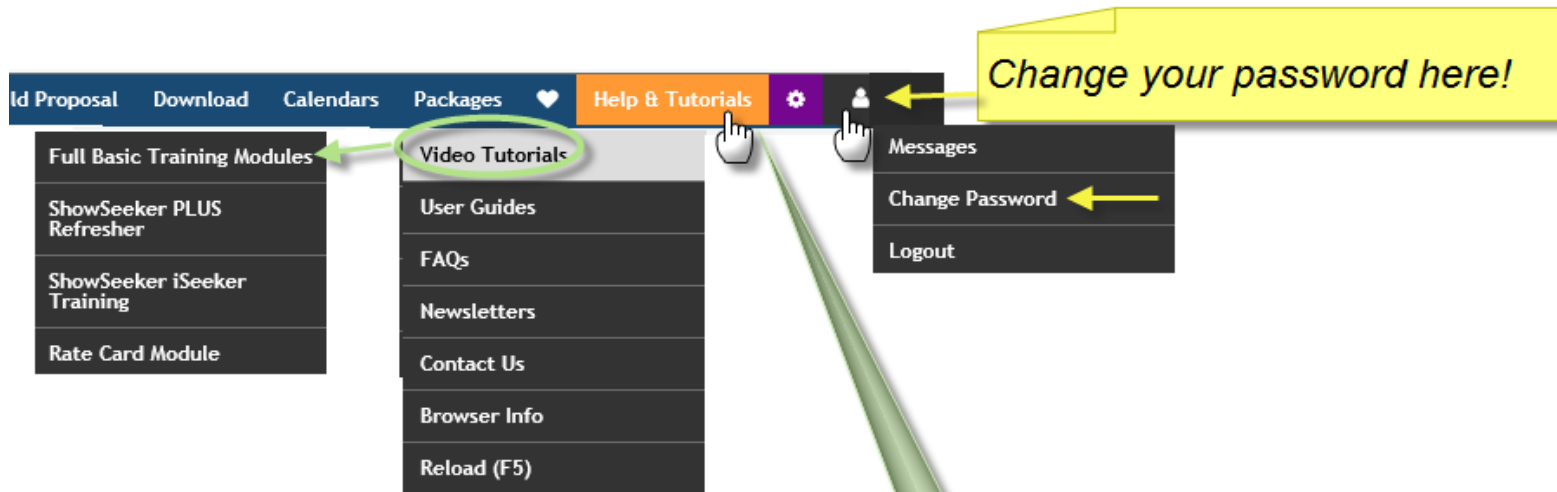 Change your password here!
ld Proposal Download Calendars Packages Help & Tutorials
Full Basic Training Modules
ShowSeeker PLUS
Refresher
ShowSeeker iSeeker
Training
Rate Card Module
Video Tutorials
User Guides
FAQs
Newsletters
Contact Us
Browser Info
Reload (F5)
Messages
Change Password
Logout